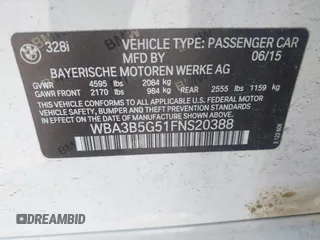 328i VEHICLE TYPE: PASSENGER CAR
MFD BY 06/15
BAYERISCHE MOTOREN WERKE AG
GVWR 4595 lbs 2084 kg
GAWR FRONT 2170 lbs 984 kg REAR 2555 lbs 1159 kg
THIS VEHICLE CONFORMS TO ALL APPLICABLE U.S. FEDERAL
MOTOR VEHICLE SAFETY, BUMPER, AND THEFT PREVENTION
STANDARDS IN EFFECT ON THE DATE OF MANUFACTURE SHOWN ABOVE.
WBA3B5G51FNS20388
DREAMBID